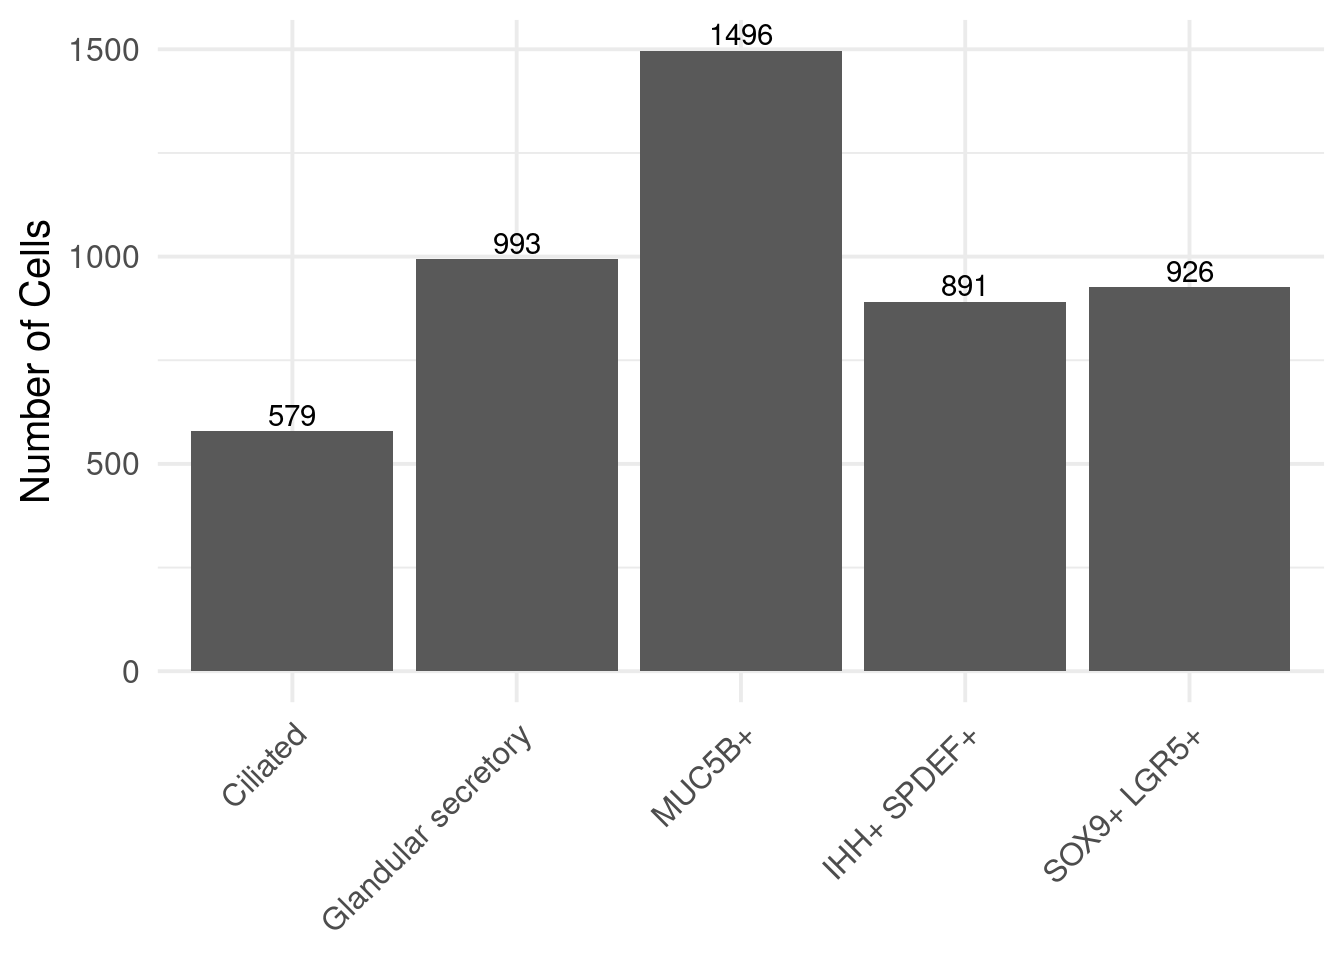 Number of Cells
1500
1000
500
0
579
993
1496
891
926
Ciliated
Glandular secretory
MUC5B+
IHH+ SPDEF+
SOX9+ LGR5+